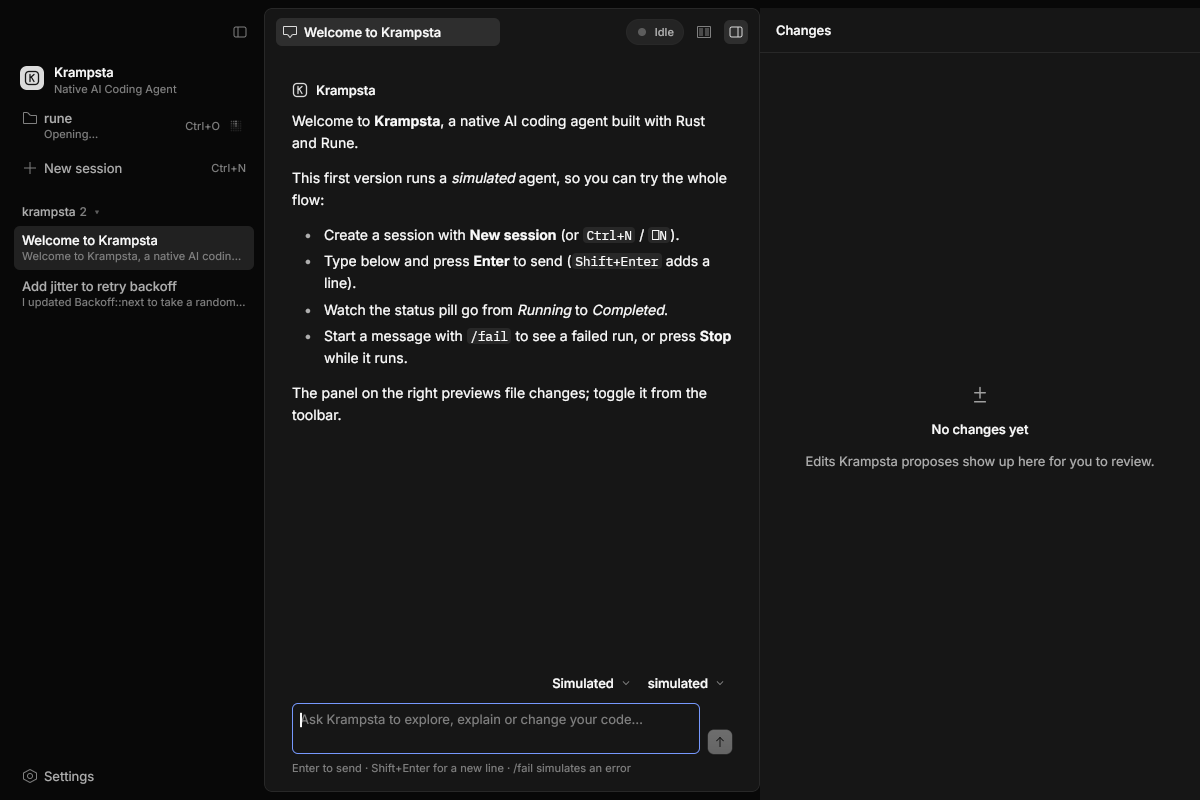 Krampsta
Native AI Coding Agent
rune
Opening...
Ctrl+O
New session
Ctrl+N
krampsta 2
Welcome to Krampsta
Welcome to Krampsta, a native AI codin...
Add jitter to retry backoff
I updated Backoff::next to take a random...
Settings
Welcome to Krampsta
Idle
K Krampsta
Welcome to Krampsta, a native AI coding agent built with Rust
and Rune.
This first version runs a simulated agent, so you can try the whole
flow:
• Create a session with New session (or Ctrl+N / □N).
• Type below and press Enter to send ( Shift+Enter adds a
line).
• Watch the status pill go from Running to Completed.
• Start a message with /fail to see a failed run, or press Stop
while it runs.
The panel on the right previews file changes; toggle it from the
toolbar.
Simulated
simulated
Ask Krampsta to explore, explain or change your code...
Enter to send · Shift+Enter for a new line · /fail simulates an error
Changes
No changes yet
Edits Krampsta proposes show up here for you to review.